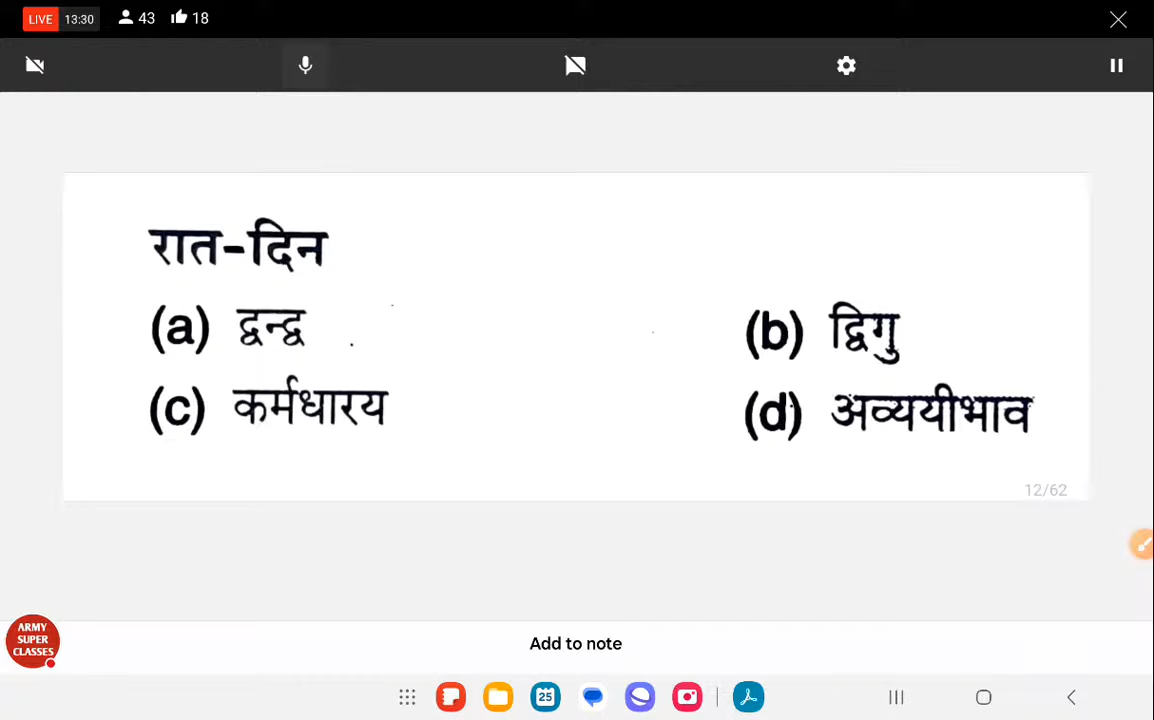 LIVE 13:30 43 18
रात-दिन
(a) द्वन्द्व (b) द्विगु
(c) कर्मधारय (d) अव्ययीभाव
12/62
ARMY
SUPER
CLASSES
Add to note
25